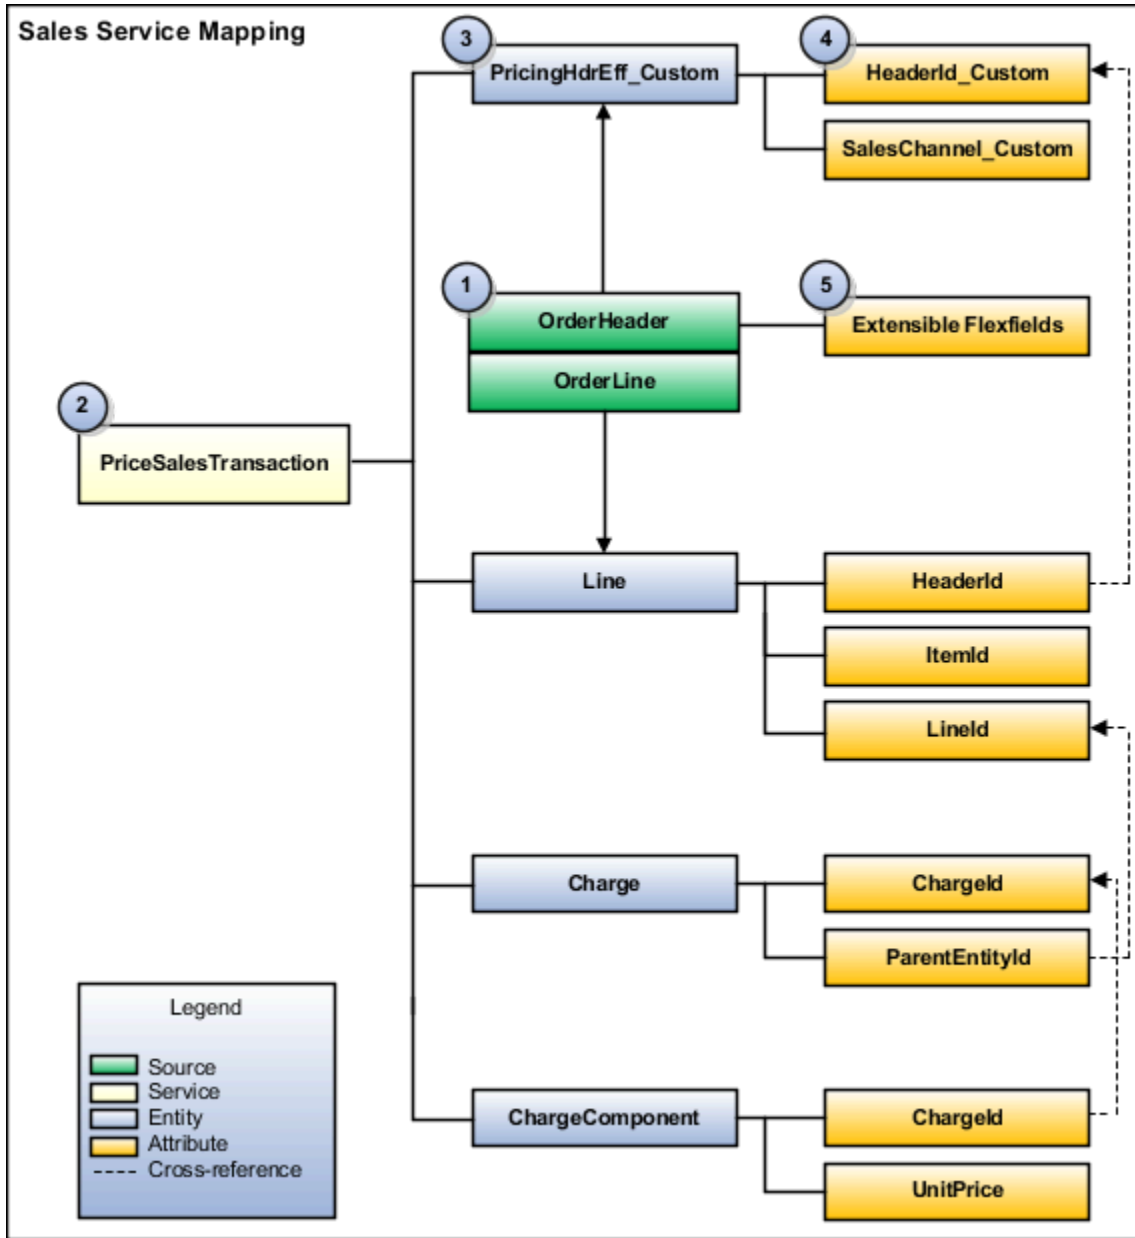 Sales Service Mapping
3
PricingHdrEff_Custom
4
HeaderId_Custom
SalesChannel_Custom
1
OrderHeader
OrderLine
5
Extensible Flexfields
2
PriceSalesTransaction
Line
HeaderId
ItemId
LineId
Charge
ChargeId
ParentEntityId
ChargeComponent
ChargeId
UnitPrice
Legend
Source
Service
Entity
Attribute
Cross-reference